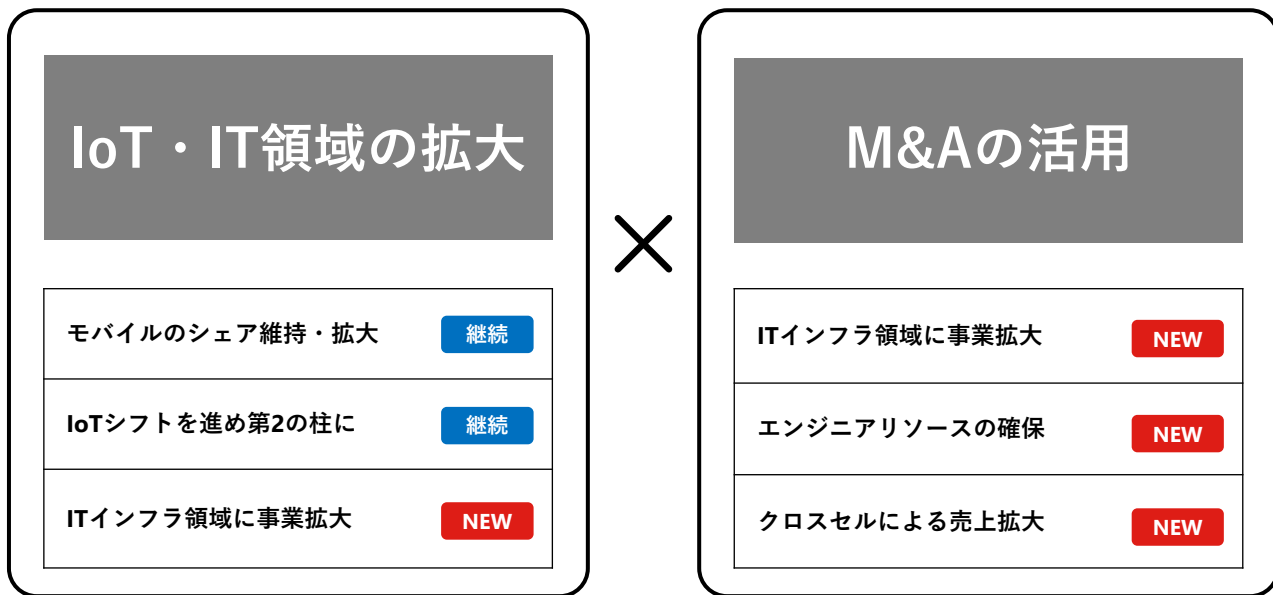 IoT・IT領域の拡大
モバイルのシェア維持・拡大 継続
IoTシフトを進め第2の柱に 継続
ITインフラ領域に事業拡大 NEW
×
M&Aの活用
ITインフラ領域に事業拡大 NEW
エンジニアリソースの確保 NEW
クロスセルによる売上拡大 NEW